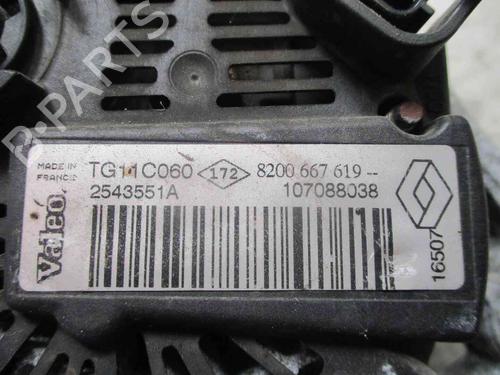 B-PARTS
MADE IN FRANCE
TG11C060 172 8200 667 619 --
2543551A 107088038
Valeo
16507